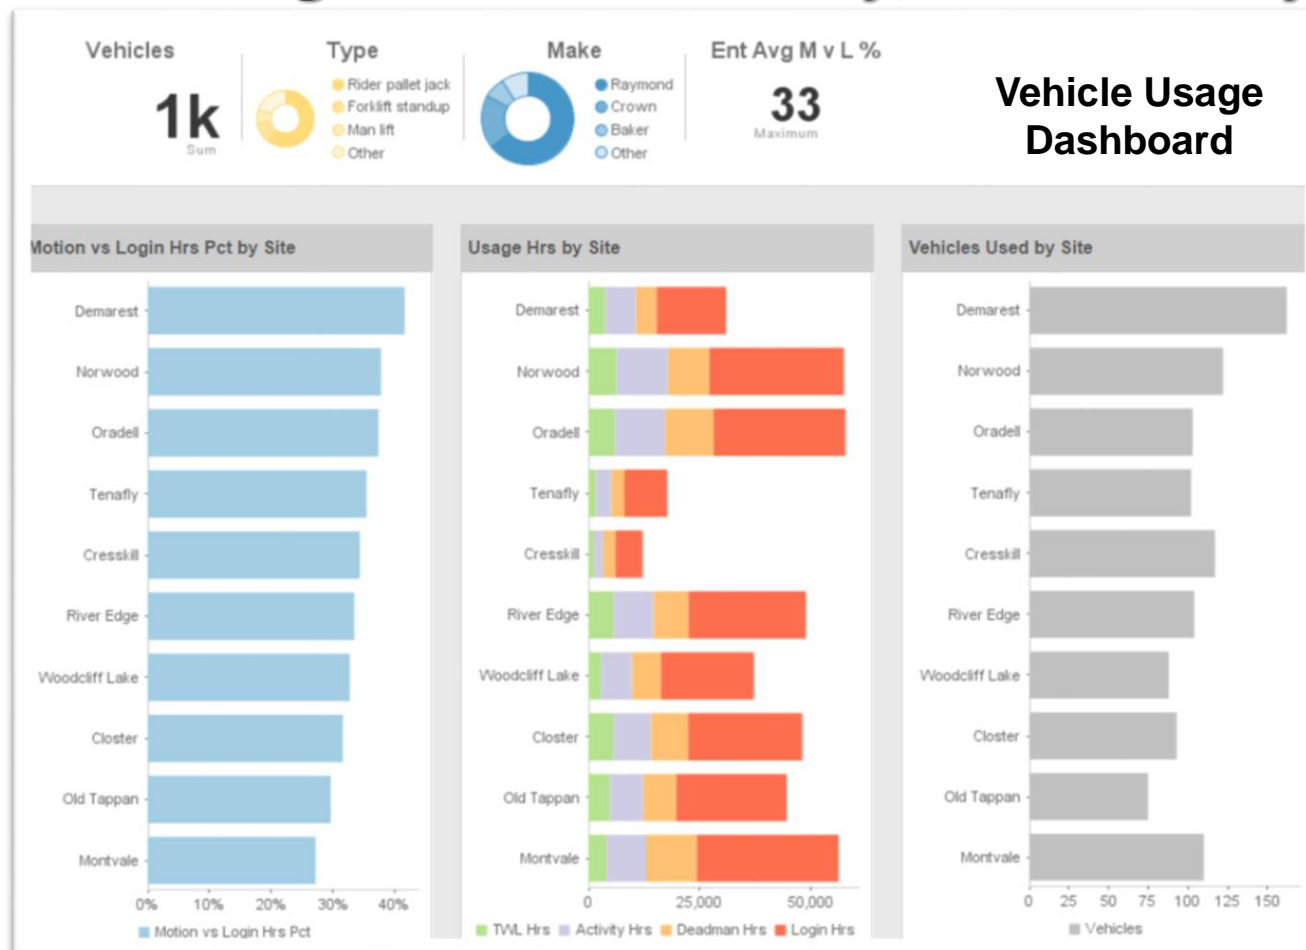 Vehicles
1k
Sum
Type
Rider pallet jack
Forklift standup
Man lift
Other
Make
Raymond
Crown
Baker
Other
Ent Avg M v L %
33
Maximum
Vehicle Usage
Dashboard
Motion vs Login Hrs Pct by Site
Demarest
Norwood
Oradell
Tenafly
Cresskill
River Edge
Woodcliff Lake
Closter
Old Tappan
Montvale
0% 10% 20% 30% 40%
Motion vs Login Hrs Pct
Usage Hrs by Site
Demarest
Norwood
Oradell
Tenafly
Cresskill
River Edge
Woodcliff Lake
Closter
Old Tappan
Montvale
0 25,000 50,000
TWL Hrs Activity Hrs Deadman Hrs Login Hrs
Vehicles Used by Site
Demarest
Norwood
Oradell
Tenafly
Cresskill
River Edge
Woodcliff Lake
Closter
Old Tappan
Montvale
0 25 50 75 100 125 150
Vehicles